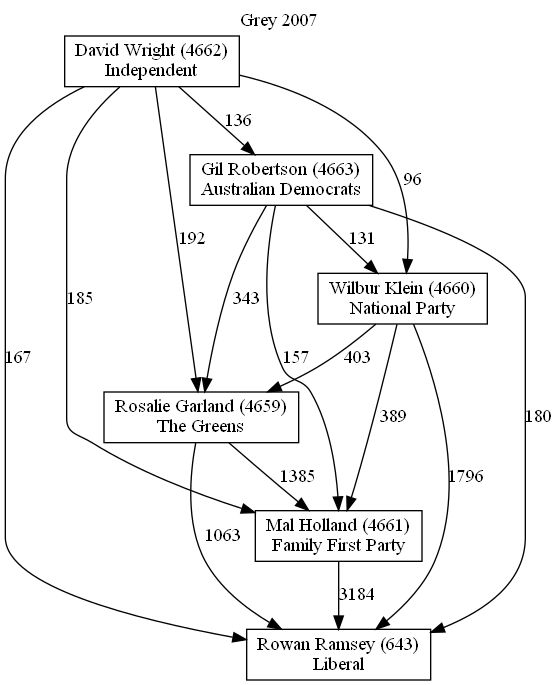 Grey 2007
David Wright (4662)
Independent
136
Gil Robertson (4663)
Australian Democrats
96
192
131
Wilbur Klein (4660)
National Party
185
343
167
157
403
Rosalie Garland (4659)
The Greens
389
180
1385
1796
1063
Mal Holland (4661)
Family First Party
3184
Rowan Ramsey (643)
Liberal